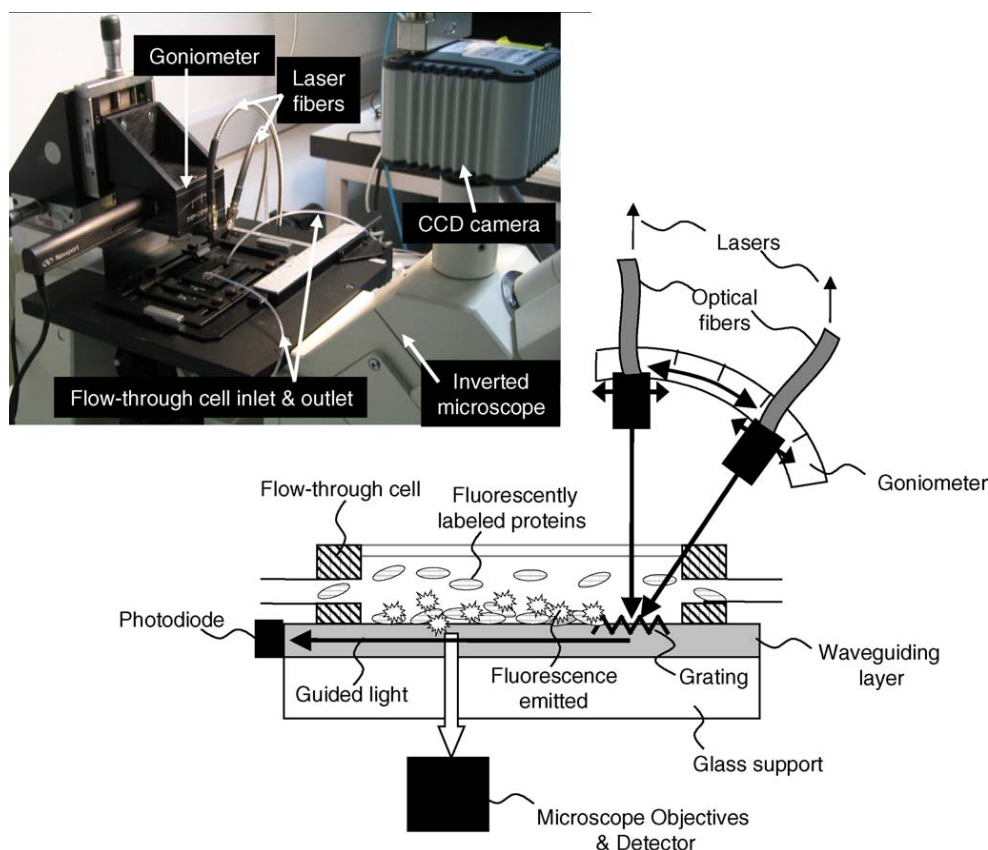 Goniometer
Laser
fibers
CCD camera
Newport
Flow-through cell inlet & outlet
Inverted
microscope
Lasers
Optical
fibers
Goniometer
Flow-through cell
Fluorescently
labeled proteins
Photodiode
Guided light
Fluorescence
emitted
Grating
Waveguiding
layer
Glass support
Microscope Objectives
& Detector